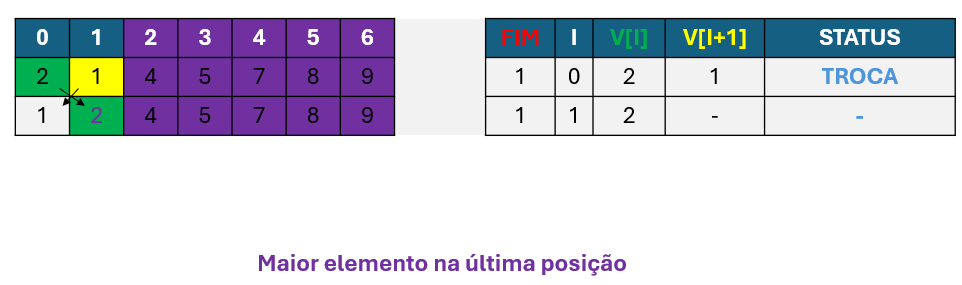 0 1 2 3 4 5 6 FIM I V[I] V[I+1] STATUS
2 1 4 5 7 8 9 1 0 2 1 TROCA
1 2 4 5 7 8 9 1 1 2 - -
Maior elemento na última posição